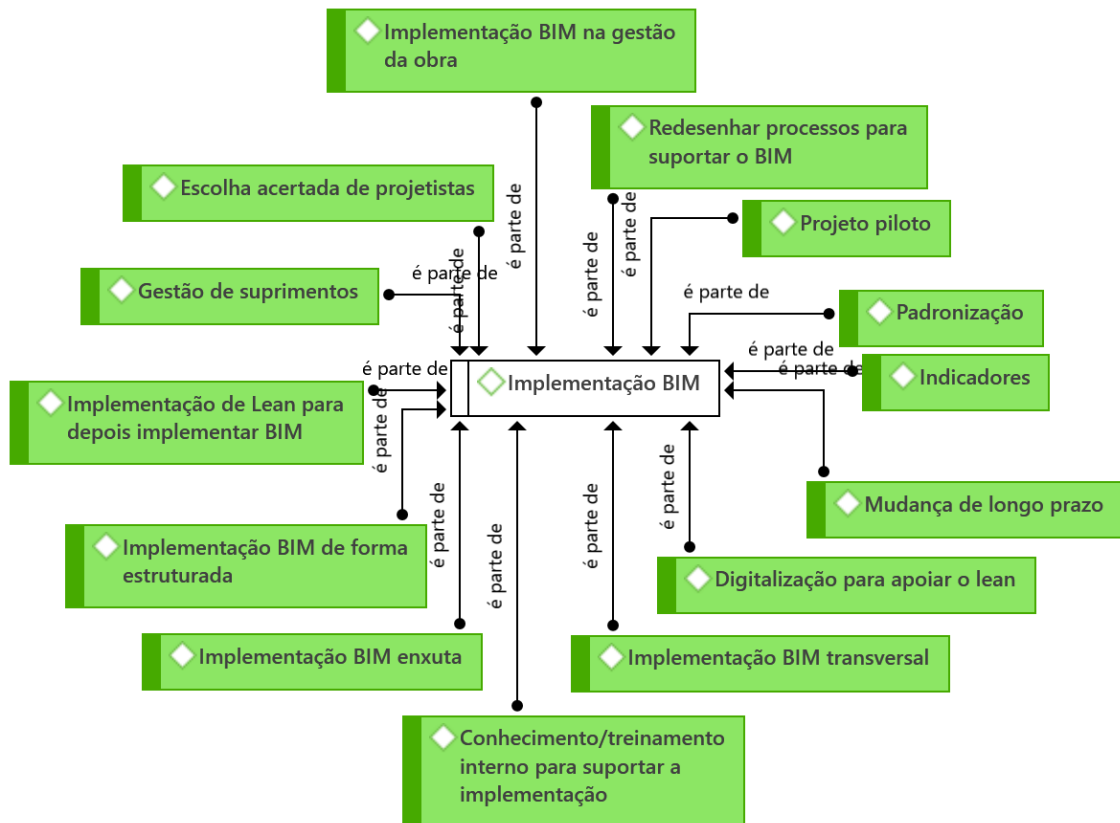 Implementação BIM na gestão
da obra
Redesenhar processos para
suportar o BIM
Escolha acertada de projetistas
Projeto piloto
é parte de
é parte de
é parte de
é parte de
é parte de
Gestão de suprimentos
é parte de
Padronização
é parte de
é parte de
é parte de
Implementação BIM
Indicadores
Implementação de Lean para
depois implementar BIM
é parte de
é parte de
é parte de
é parte de
é parte de
Mudança de longo prazo
Implementação BIM de forma
estruturada
Digitalização para apoiar o lean
Implementação BIM enxuta
Implementação BIM transversal
Conhecimento/treinamento
interno para suportar a
implementação